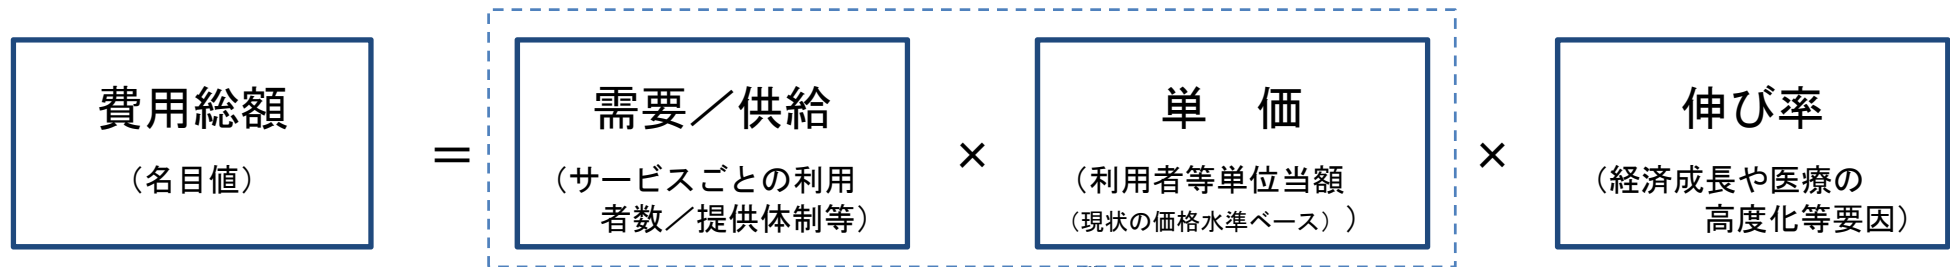 費用総額
(名目値)
＝
需要／供給
(サービスごとの利用
者数／提供体制等)
×
単　価
(利用者等単位当額
(現状の価格水準ベース))
×
伸び率
(経済成長や医療の
高度化等要因)